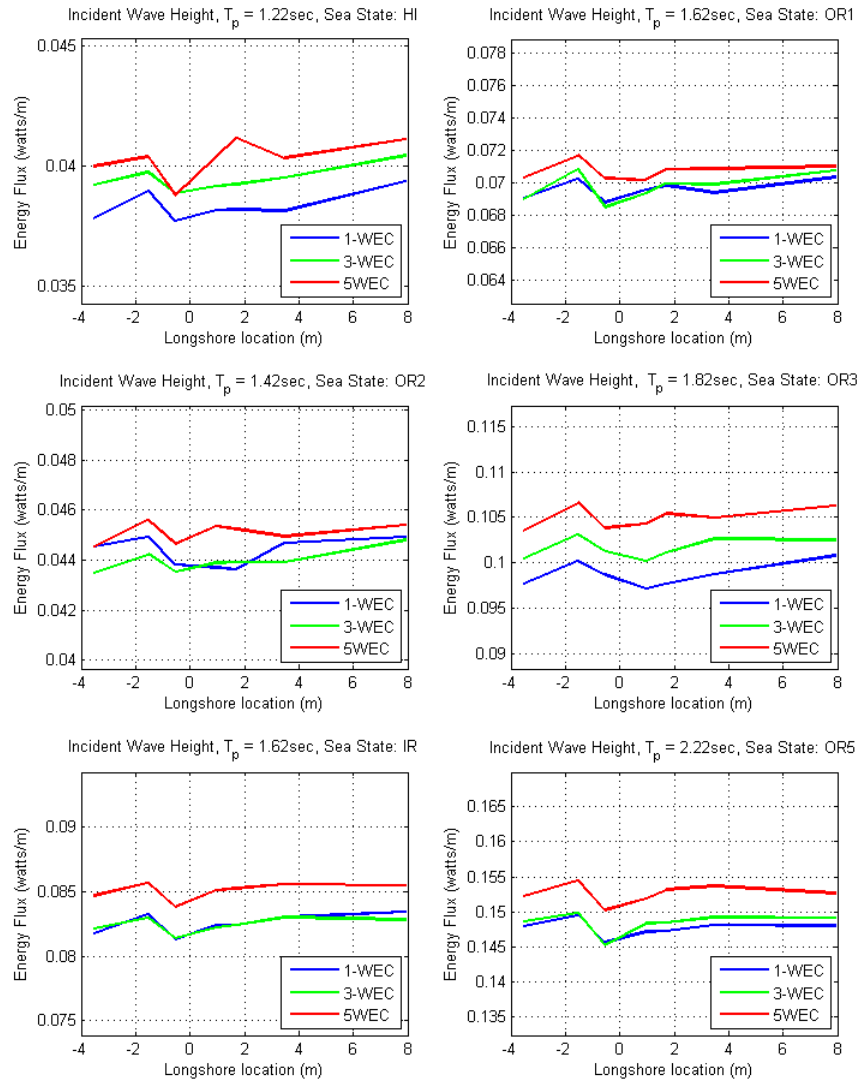 Incident Wave Height, Tp = 1.22sec, Sea State: HI
0.045
0.04
0.035
Energy Flux (watts/m)
1-WEC
3-WEC
5WEC
-4 -2 0 2 4 6 8
Longshore location (m)
Incident Wave Height, Tp = 1.62sec, Sea State: OR1
0.078
0.076
0.074
0.072
0.07
0.068
0.066
0.064
Energy Flux (watts/m)
1-WEC
3-WEC
5WEC
-4 -2 0 2 4 6 8
Longshore location (m)
Incident Wave Height, Tp = 1.42sec, Sea State: OR2
0.05
0.048
0.046
0.044
0.042
0.04
Energy Flux (watts/m)
1-WEC
3-WEC
5WEC
-4 -2 0 2 4 6 8
Longshore location (m)
Incident Wave Height, Tp = 1.82sec, Sea State: OR3
0.115
0.11
0.105
0.1
0.095
0.09
Energy Flux (watts/m)
1-WEC
3-WEC
5WEC
-4 -2 0 2 4 6 8
Longshore location (m)
Incident Wave Height, Tp = 1.62sec, Sea State: IR
0.09
0.085
0.08
0.075
Energy Flux (watts/m)
1-WEC
3-WEC
5WEC
-4 -2 0 2 4 6 8
Longshore location (m)
Incident Wave Height, Tp = 2.22sec, Sea State: OR5
0.165
0.16
0.155
0.15
0.145
0.14
0.135
Energy Flux (watts/m)
1-WEC
3-WEC
5WEC
-4 -2 0 2 4 6 8
Longshore location (m)